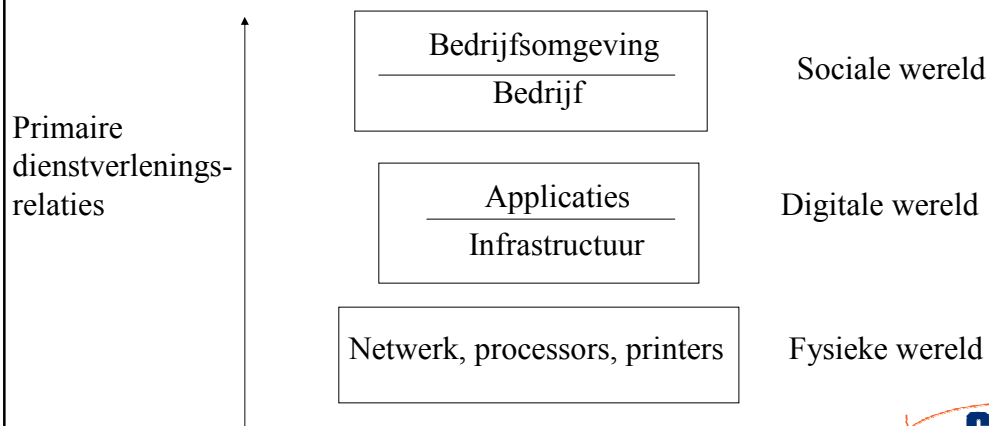 Bedrijfsomgeving
Bedrijf
Sociale wereld
Primaire
dienstverlenings-
relaties
Applicaties
Infrastructuur
Digitale wereld
Netwerk, processors, printers
Fysieke wereld